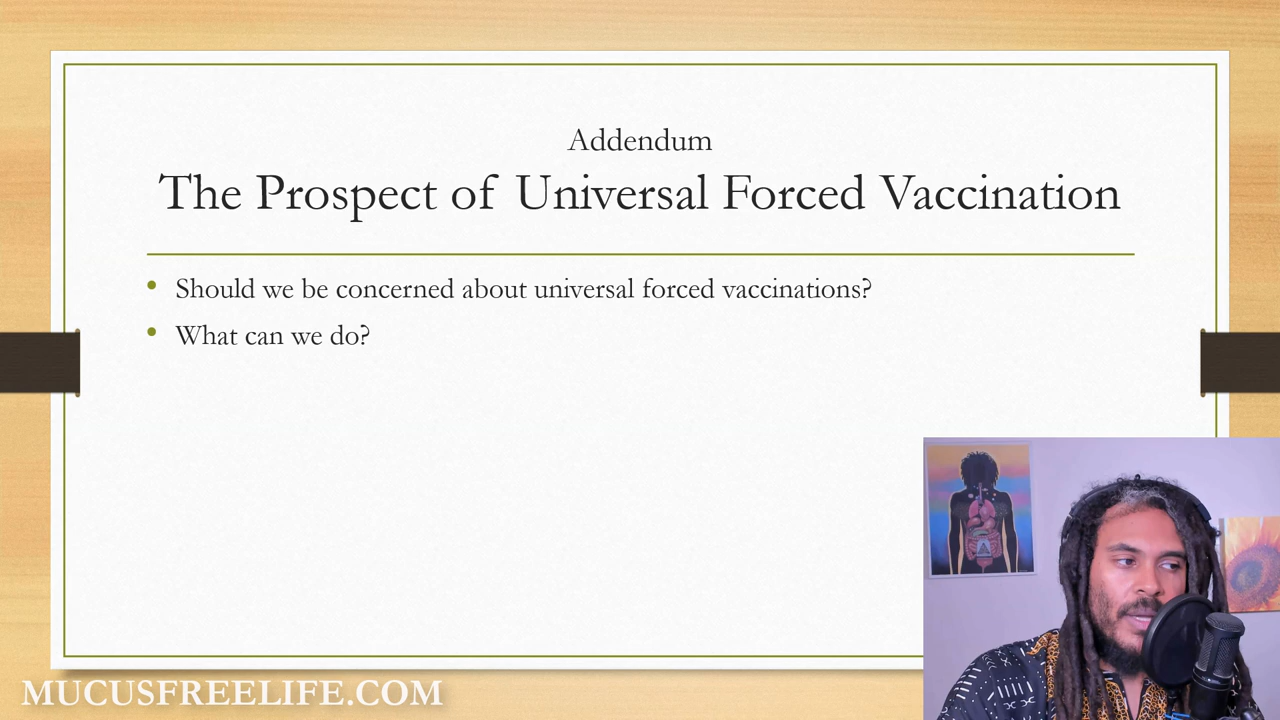 Addendum
The Prospect of Universal Forced Vaccination
• Should we be concerned about universal forced vaccinations?
• What can we do?
MUCUSFREELIFE.COM